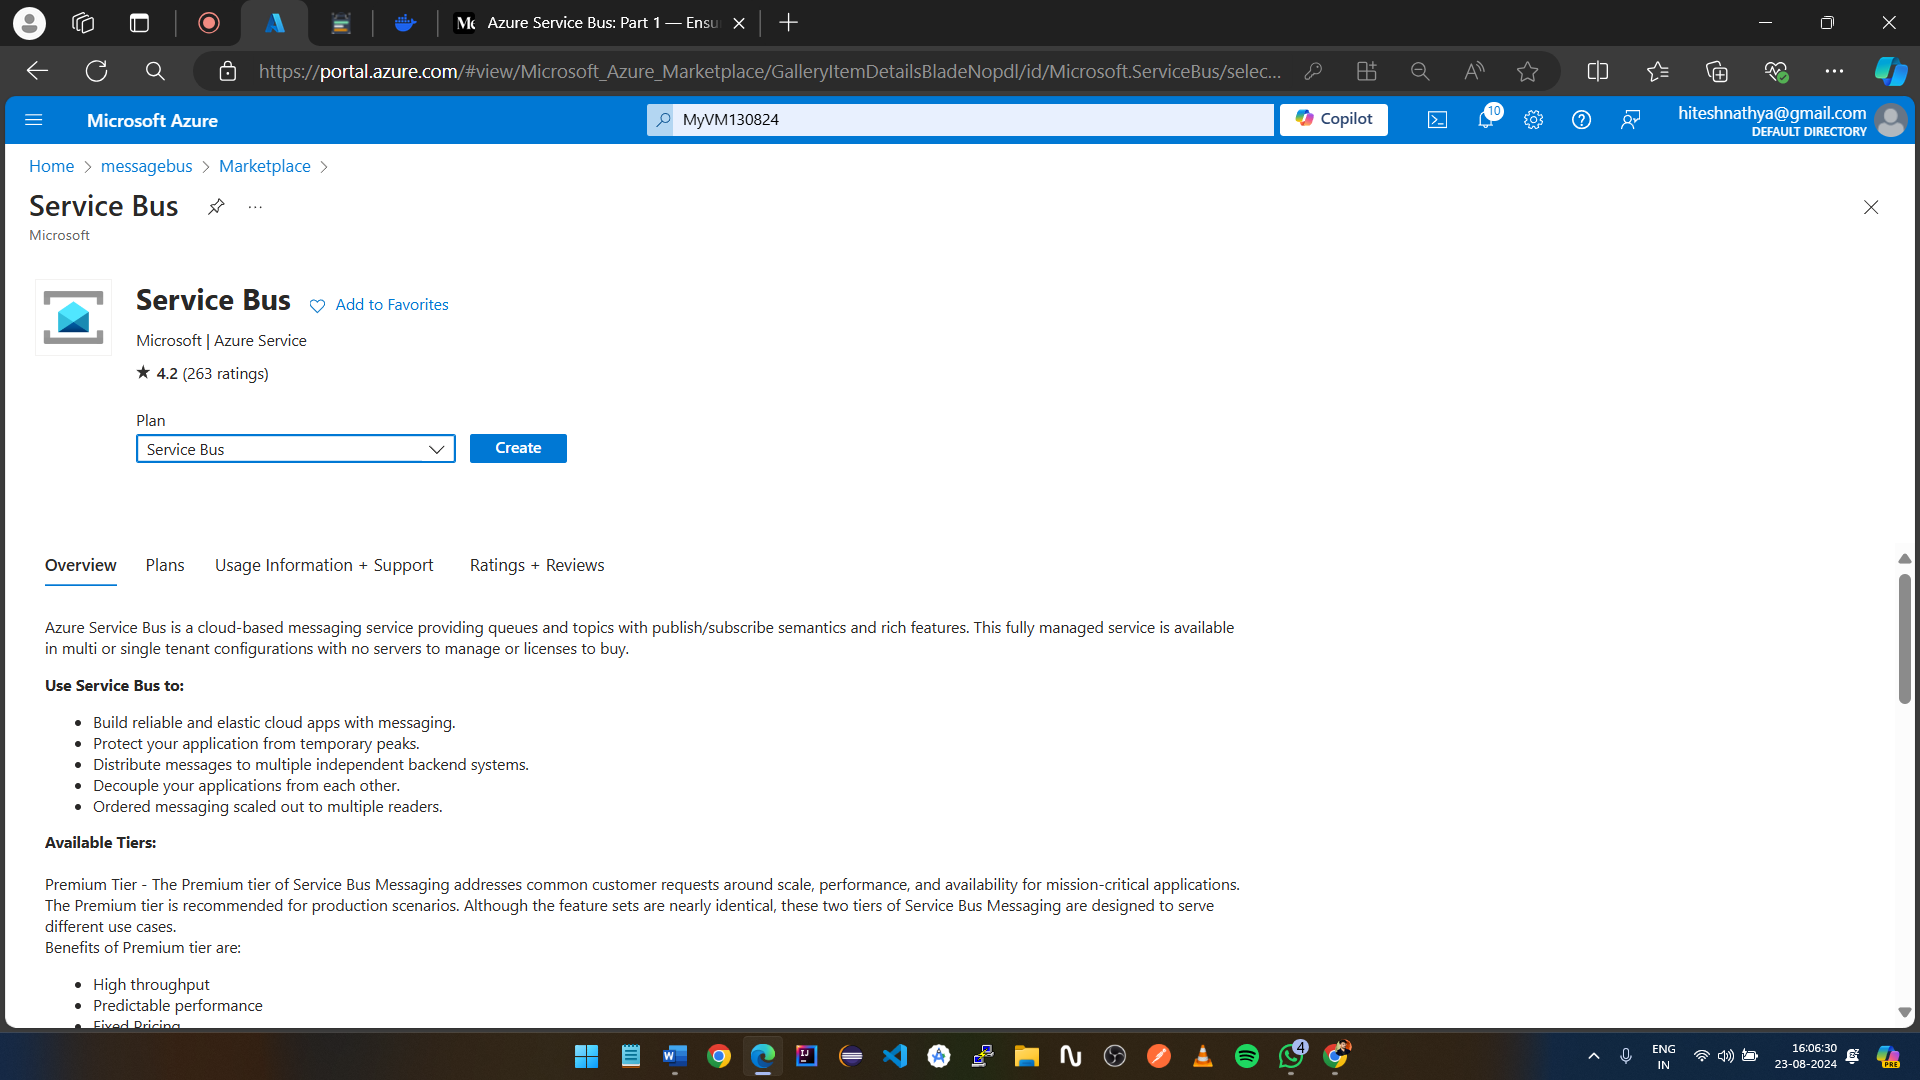 Azure Service Bus: Part 1 — Ensu
https://portal.azure.com/#view/Microsoft_Azure_Marketplace/GalleryItemDetailsBladeNopdl/id/Microsoft.ServiceBus/selec...
Microsoft Azure
MyVM130824
Copilot
10
hiteshnathya@gmail.com
DEFAULT DIRECTORY
Home > messagebus > Marketplace >
Service Bus
Microsoft
Service Bus
Add to Favorites
Microsoft | Azure Service
★ 4.2 (263 ratings)
Plan
Service Bus
Create
Overview Plans Usage Information + Support Ratings + Reviews
Azure Service Bus is a cloud-based messaging service providing queues and topics with publish/subscribe semantics and rich features. This fully managed service is available
in multi or single tenant configurations with no servers to manage or licenses to buy.
Use Service Bus to:
• Build reliable and elastic cloud apps with messaging.
• Protect your application from temporary peaks.
• Distribute messages to multiple independent backend systems.
• Decouple your applications from each other.
• Ordered messaging scaled out to multiple readers.
Available Tiers:
Premium Tier - The Premium tier of Service Bus Messaging addresses common customer requests around scale, performance, and availability for mission-critical applications.
The Premium tier is recommended for production scenarios. Although the feature sets are nearly identical, these two tiers of Service Bus Messaging are designed to serve
different use cases.
Benefits of Premium tier are:
• High throughput
• Predictable performance
• Fixed Pricing
4
ENG
IN
16:06:30
23-08-2024